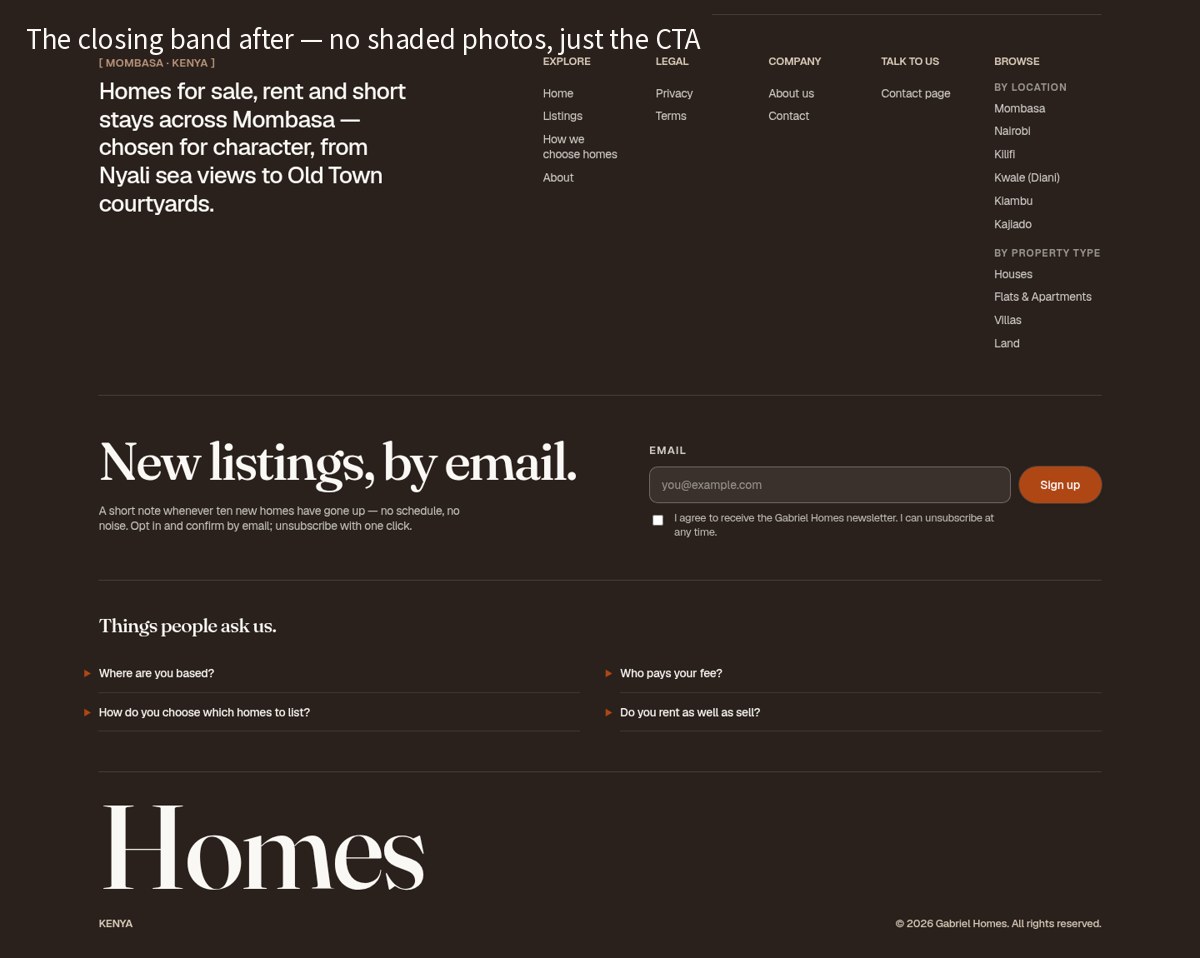 The closing band after — no shaded photos, just the CTA
[ MOMBASA · KENYA ]
Homes for sale, rent and short
stays across Mombasa —
chosen for character, from
Nyali sea views to Old Town
courtyards.
EXPLORE
Home
Listings
How we
choose homes
About
LEGAL
Privacy
Terms
COMPANY
About us
Contact
TALK TO US
Contact page
BROWSE
BY LOCATION
Mombasa
Nairobi
Kilifi
Kwale (Diani)
Kiambu
Kajiado
BY PROPERTY TYPE
Houses
Flats & Apartments
Villas
Land
New listings, by email.
A short note whenever ten new homes have gone up — no schedule, no
noise. Opt in and confirm by email; unsubscribe with one click.
EMAIL
you@example.com
Sign up
I agree to receive the Gabriel Homes newsletter. I can unsubscribe at
any time.
Things people ask us.
Where are you based?
Who pays your fee?
How do you choose which homes to list?
Do you rent as well as sell?
Homes
KENYA
© 2026 Gabriel Homes. All rights reserved.